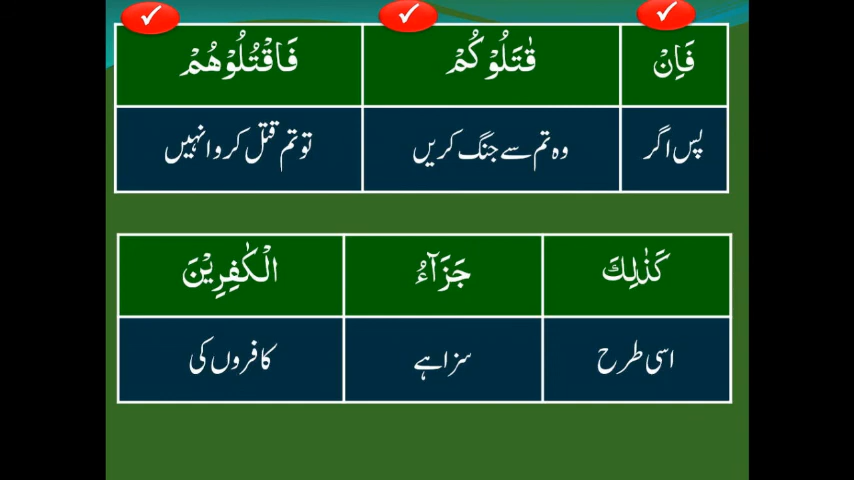 فَاِنْ قٰتَلُوْكُمْ فَاقْتُلُوْهُمْ
پس اگر وہ تم سے جنگ کریں تو تم قتل کرو انہیں
كَذٰلِكَ جَزَآءُ الْكٰفِرِيْنَ
اسی طرح سزا ہے کافروں کی